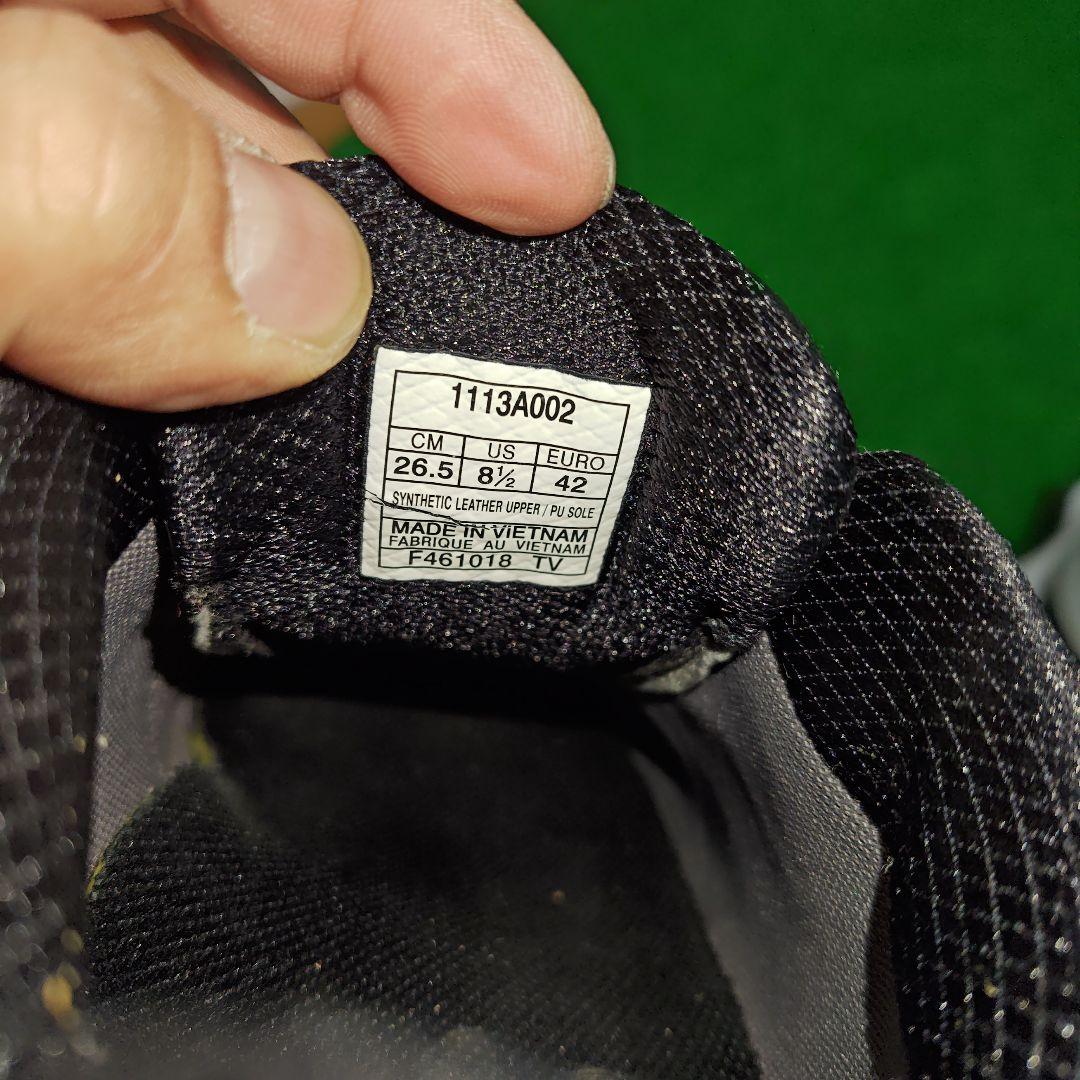 1113A002
CM US EURO
26.5 8½ 42
SYNTHETIC LEATHER UPPER / PU SOLE
MADE IN VIETNAM
FABRIQUE AU VIETNAM
F461018 TV